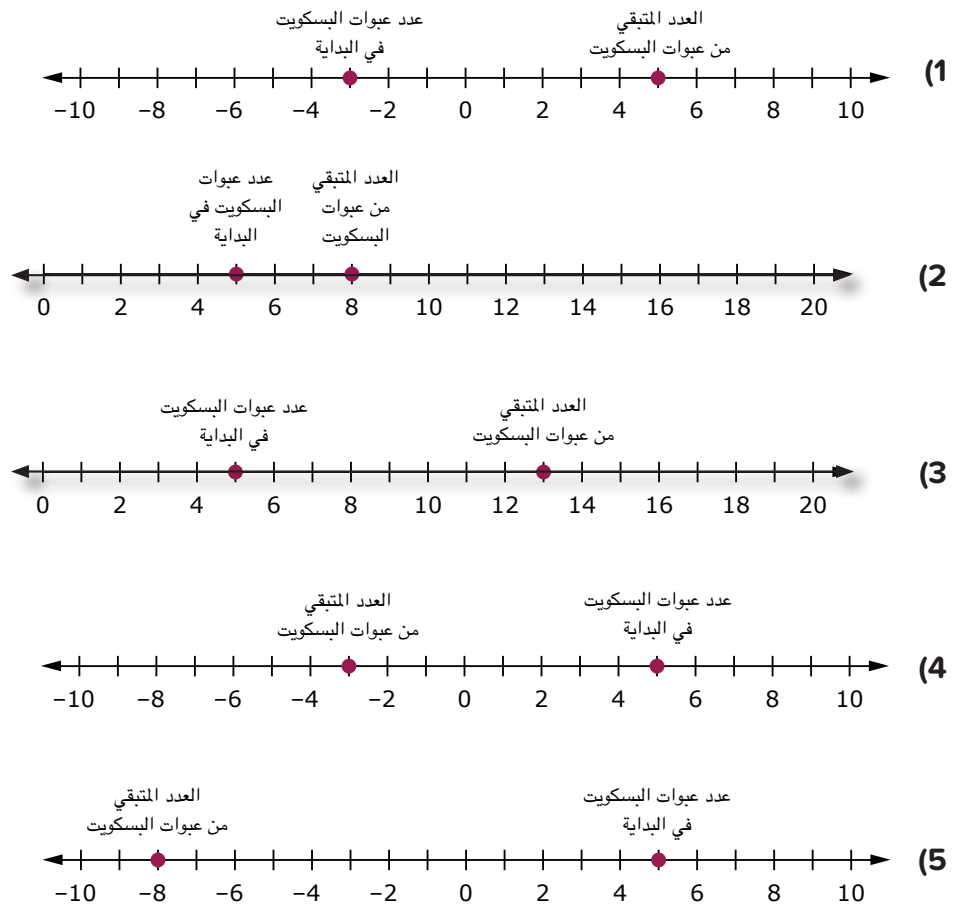 عدد عبوات البسكويت
في البداية
العدد المتبقي
من عبوات البسكويت
(1
–10 –8 –6 –4 –2 0 2 4 6 8 10
عدد عبوات
البسكويت في
البداية
العدد المتبقي
من عبوات
البسكويت
(2
0 2 4 6 8 10 12 14 16 18 20
عدد عبوات البسكويت
في البداية
العدد المتبقي
من عبوات البسكويت
(3
0 2 4 6 8 10 12 14 16 18 20
العدد المتبقي
من عبوات البسكويت
عدد عبوات البسكويت
في البداية
(4
–10 –8 –6 –4 –2 0 2 4 6 8 10
العدد المتبقي
من عبوات البسكويت
عدد عبوات البسكويت
في البداية
(5
–10 –8 –6 –4 –2 0 2 4 6 8 10